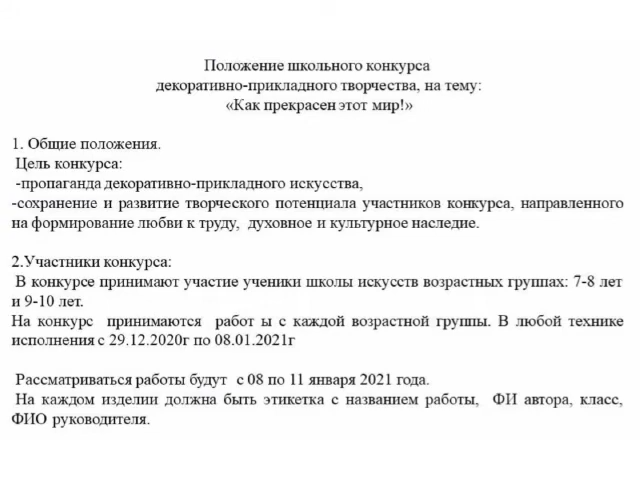 Положение школьного конкурса
декоративно-прикладного творчества, на тему:
«Как прекрасен этот мир!»
1. Общие положения.
Цель конкурса:
-пропаганда декоративно-прикладного искусства,
-сохранение и развитие творческого потенциала участников конкурса, направленного
на формирование любви к труду, духовное и культурное наследие.
2.Участники конкурса:
В конкурсе принимают участие ученики школы искусств возрастных группах: 7-8 лет
и 9-10 лет.
На конкурс принимаются работ ы с каждой возрастной группы. В любой технике
исполнения с 29.12.2020г по 08.01.2021г
Рассматриваться работы будут с 08 по 11 января 2021 года.
На каждом изделии должна быть этикетка с названием работы, ФИ автора, класс,
ФИО руководителя.